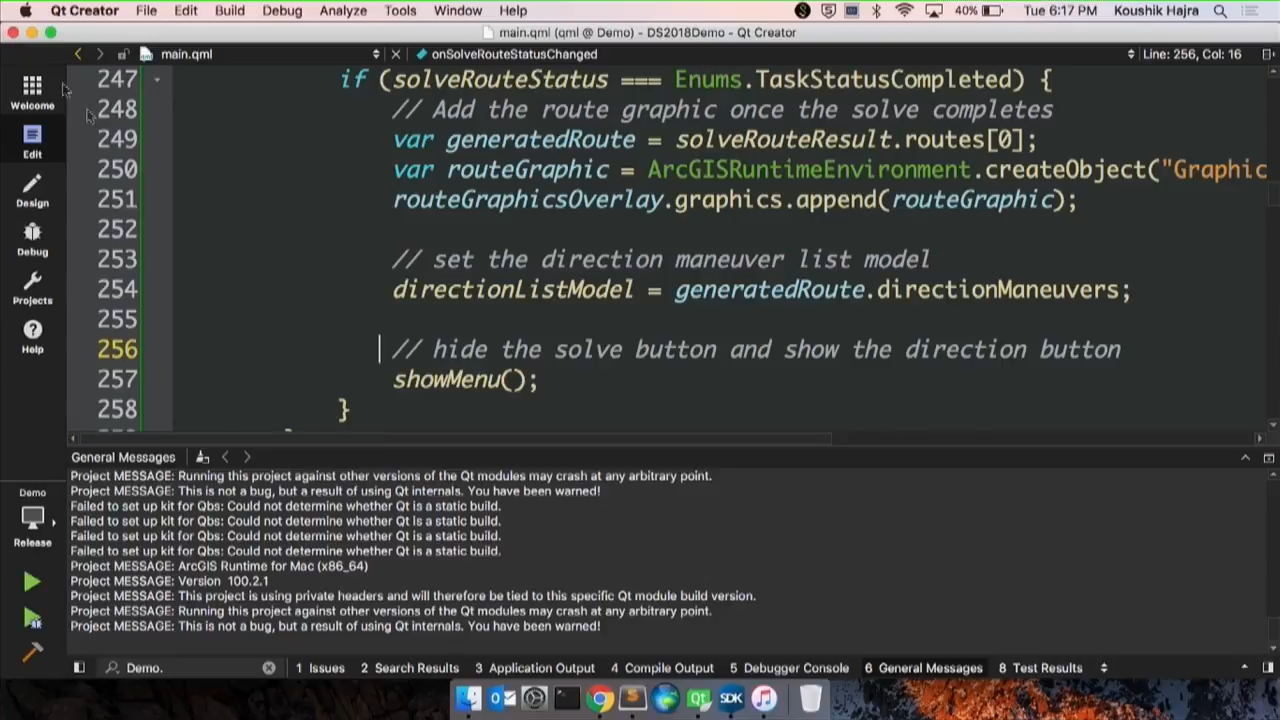 Qt Creator File Edit Build Debug Analyze Tools Window Help 40% Tue 6:17 PM Koushik Hajra
main.qml (qml @ Demo) - DS2018Demo - Qt Creator
main.qml onSolveRouteStatusChanged Line: 256, Col: 16
Welcome
Edit
Design
Debug
Projects
Help
247 if (solveRouteStatus === Enums.TaskStatusCompleted) {
248 // Add the route graphic once the solve completes
249 var generatedRoute = solveRouteResult.routes[0];
250 var routeGraphic = ArcGISRuntimeEnvironment.createObject("Graphic
251 routeGraphicsOverlay.graphics.append(routeGraphic);
252
253 // set the direction maneuver list model
254 directionListModel = generatedRoute.directionManeuvers;
255
256 // hide the solve button and show the direction button
257 showMenu();
258 }
General Messages
Project MESSAGE: Running this project against other versions of the Qt modules may crash at any arbitrary point.
Project MESSAGE: This is not a bug, but a result of using Qt internals. You have been warned!
Failed to set up kit for Qbs: Could not determine whether Qt is a static build.
Failed to set up kit for Qbs: Could not determine whether Qt is a static build.
Failed to set up kit for Qbs: Could not determine whether Qt is a static build.
Failed to set up kit for Qbs: Could not determine whether Qt is a static build.
Project MESSAGE: ArcGIS Runtime for Mac (x86_64)
Project MESSAGE: Version 100.2.1
Project MESSAGE: This project is using private headers and will therefore be tied to this specific Qt module build version.
Project MESSAGE: Running this project against other versions of the Qt modules may crash at any arbitrary point.
Project MESSAGE: This is not a bug, but a result of using Qt internals. You have been warned!
Demo
Release
Demo. 1 Issues 2 Search Results 3 Application Output 4 Compile Output 5 Debugger Console 6 General Messages 8 Test Results
Qt SDK